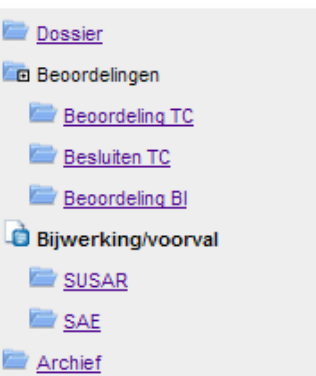 Dossier
Beoordelingen
Beoordeling TC
Besluiten TC
Beoordeling BI
Bijwerking/voorval
SUSAR
SAE
Archief